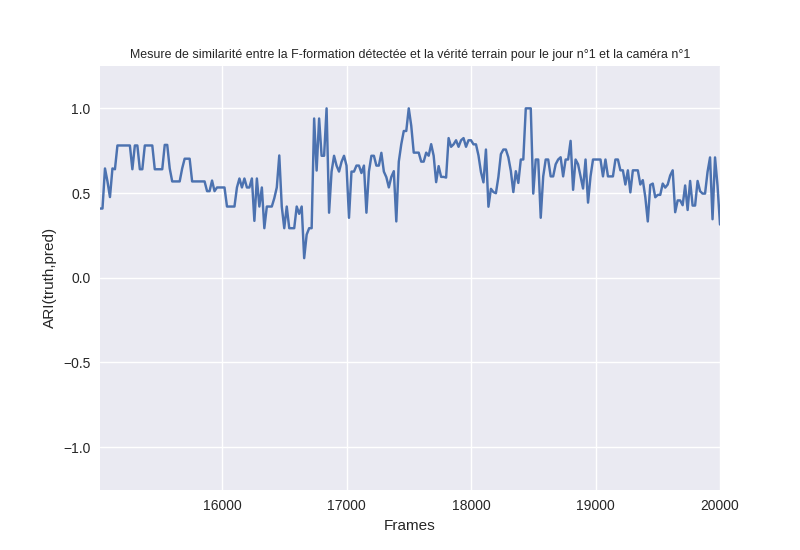 Mesure de similarité entre la F-formation détectée et la vérité terrain pour le jour n°1 et la caméra n°1
1.0
0.5
0.0
−0.5
−1.0
ARI(truth,pred)
16000 17000 18000 19000 20000
Frames